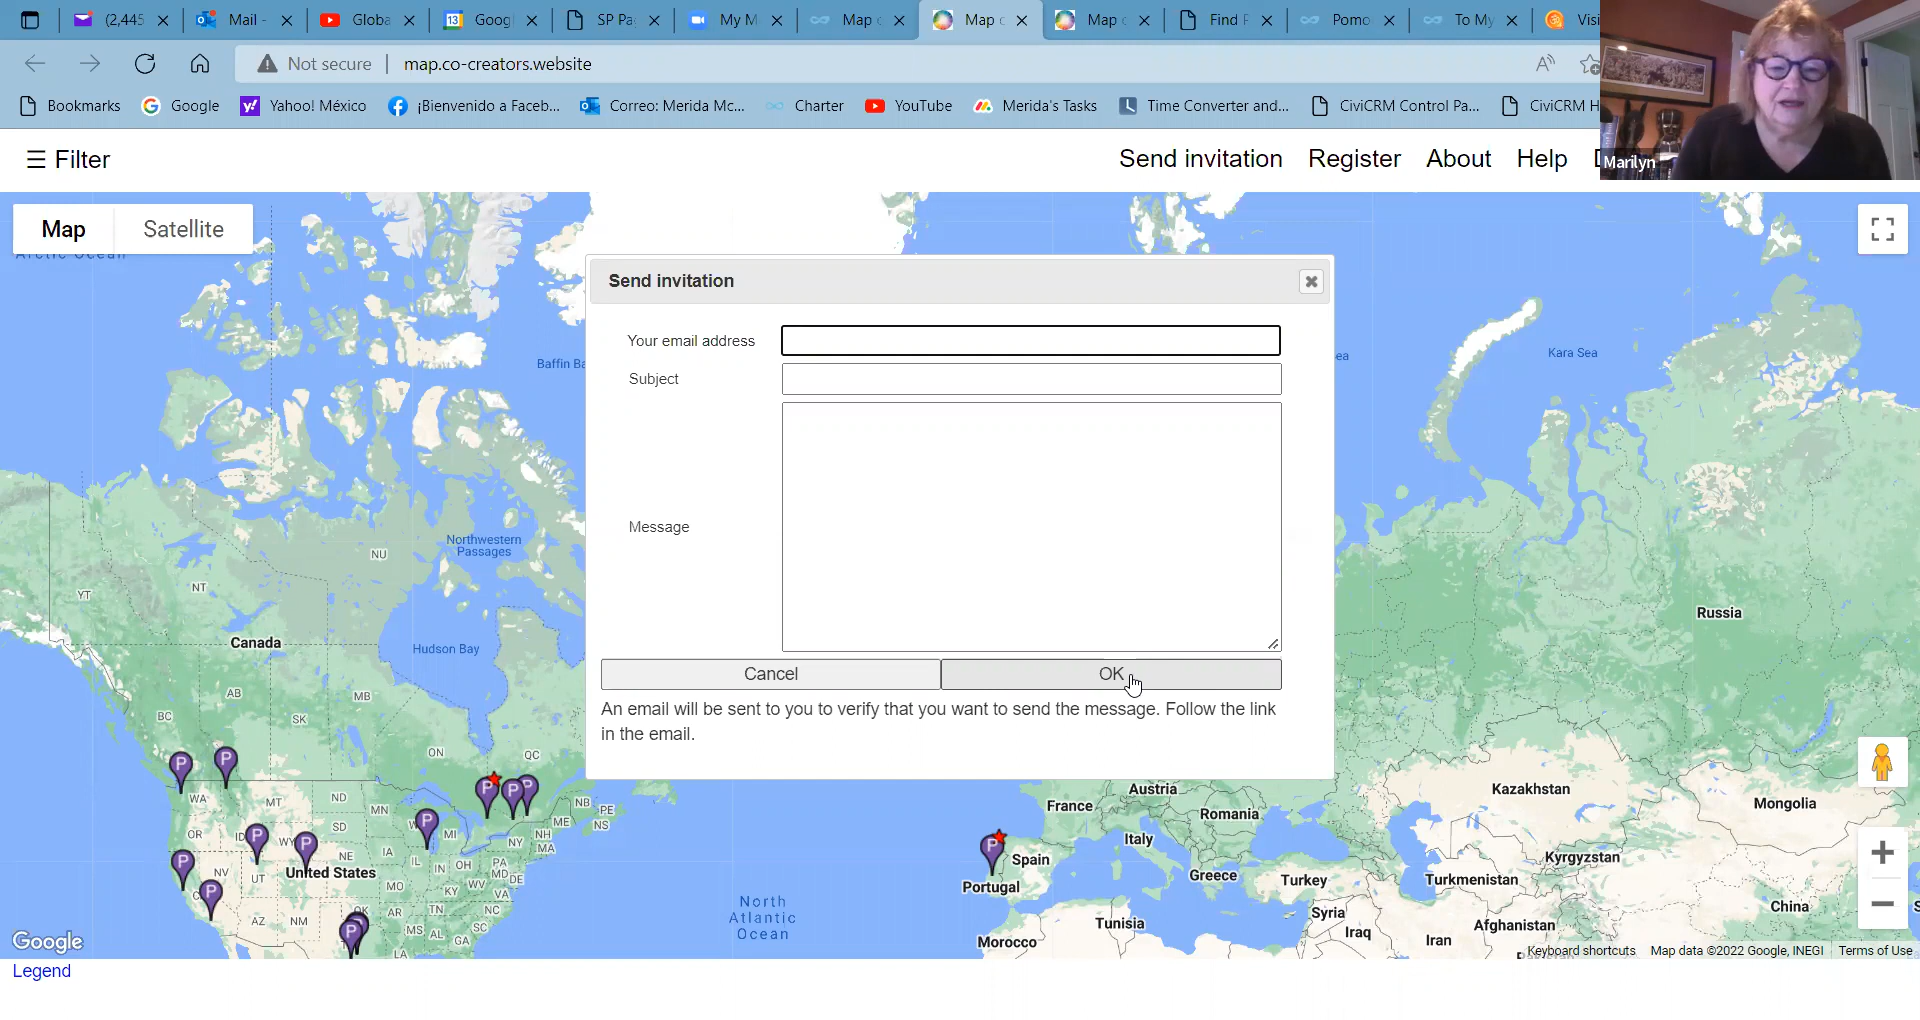 (2,445
Mail -
Globa
Goog
SP Pa
My M
Map c
Map c
Map c
Find F
Pomo
To My
Visi
Not secure
map.co-creators.website
Bookmarks
Google
Yahoo! México
¡Bienvenido a Faceb...
Correo: Merida Mc...
Charter
YouTube
Merida's Tasks
Time Converter and...
CiviCRM Control Pa...
CiviCRM H
Marilyn
☰ Filter
Send invitation
Register
About
Help
Map
Satellite
Arctic Ocean
Send invitation
Your email address
Subject
Message
Cancel
OK
An email will be sent to you to verify that you want to send the message. Follow the link
in the email.
Baffin Ba
ea
Kara Sea
Northwestern
Passages
NU
NT
YT
Canada
Hudson Bay
Russia
AB
MB
BC
SK
ON
QC
P
P
P
P
P
P
P
P
P
P
P
P
P
WA
MT
ND
MN
NB
PE
NS
ME
OR
ID
WY
SD
W
MI
NH
NY
MA
NE
IA
IL
IN
OH
PA
MD
DE
NV
UT
United States
MO
KY
WV
VA
C
AZ
NM
OK
AR
TN
NC
MS
AL
SC
GA
LA
North
Atlantic
Ocean
France
Austria
Romania
Italy
Spain
Portugal
Greece
Turkey
Kazakhstan
Mongolia
Kyrgyzstan
Turkmenistan
China
Tunisia
Syria
Iraq
Iran
Afghanistan
Morocco
S
Google
Keyboard shortcuts
Map data ©2022 Google, INEGI
Terms of Use
Legend